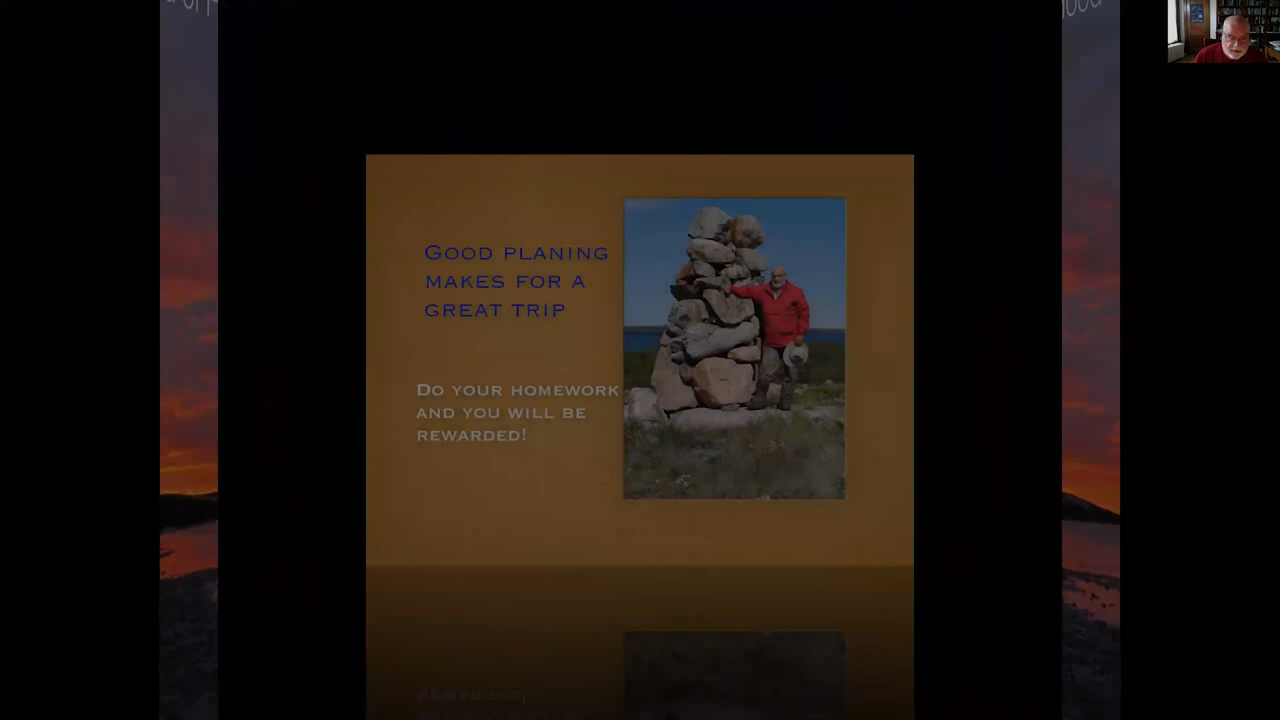 Good planing
makes for a
great trip
Do your homework
and you will be
rewarded!